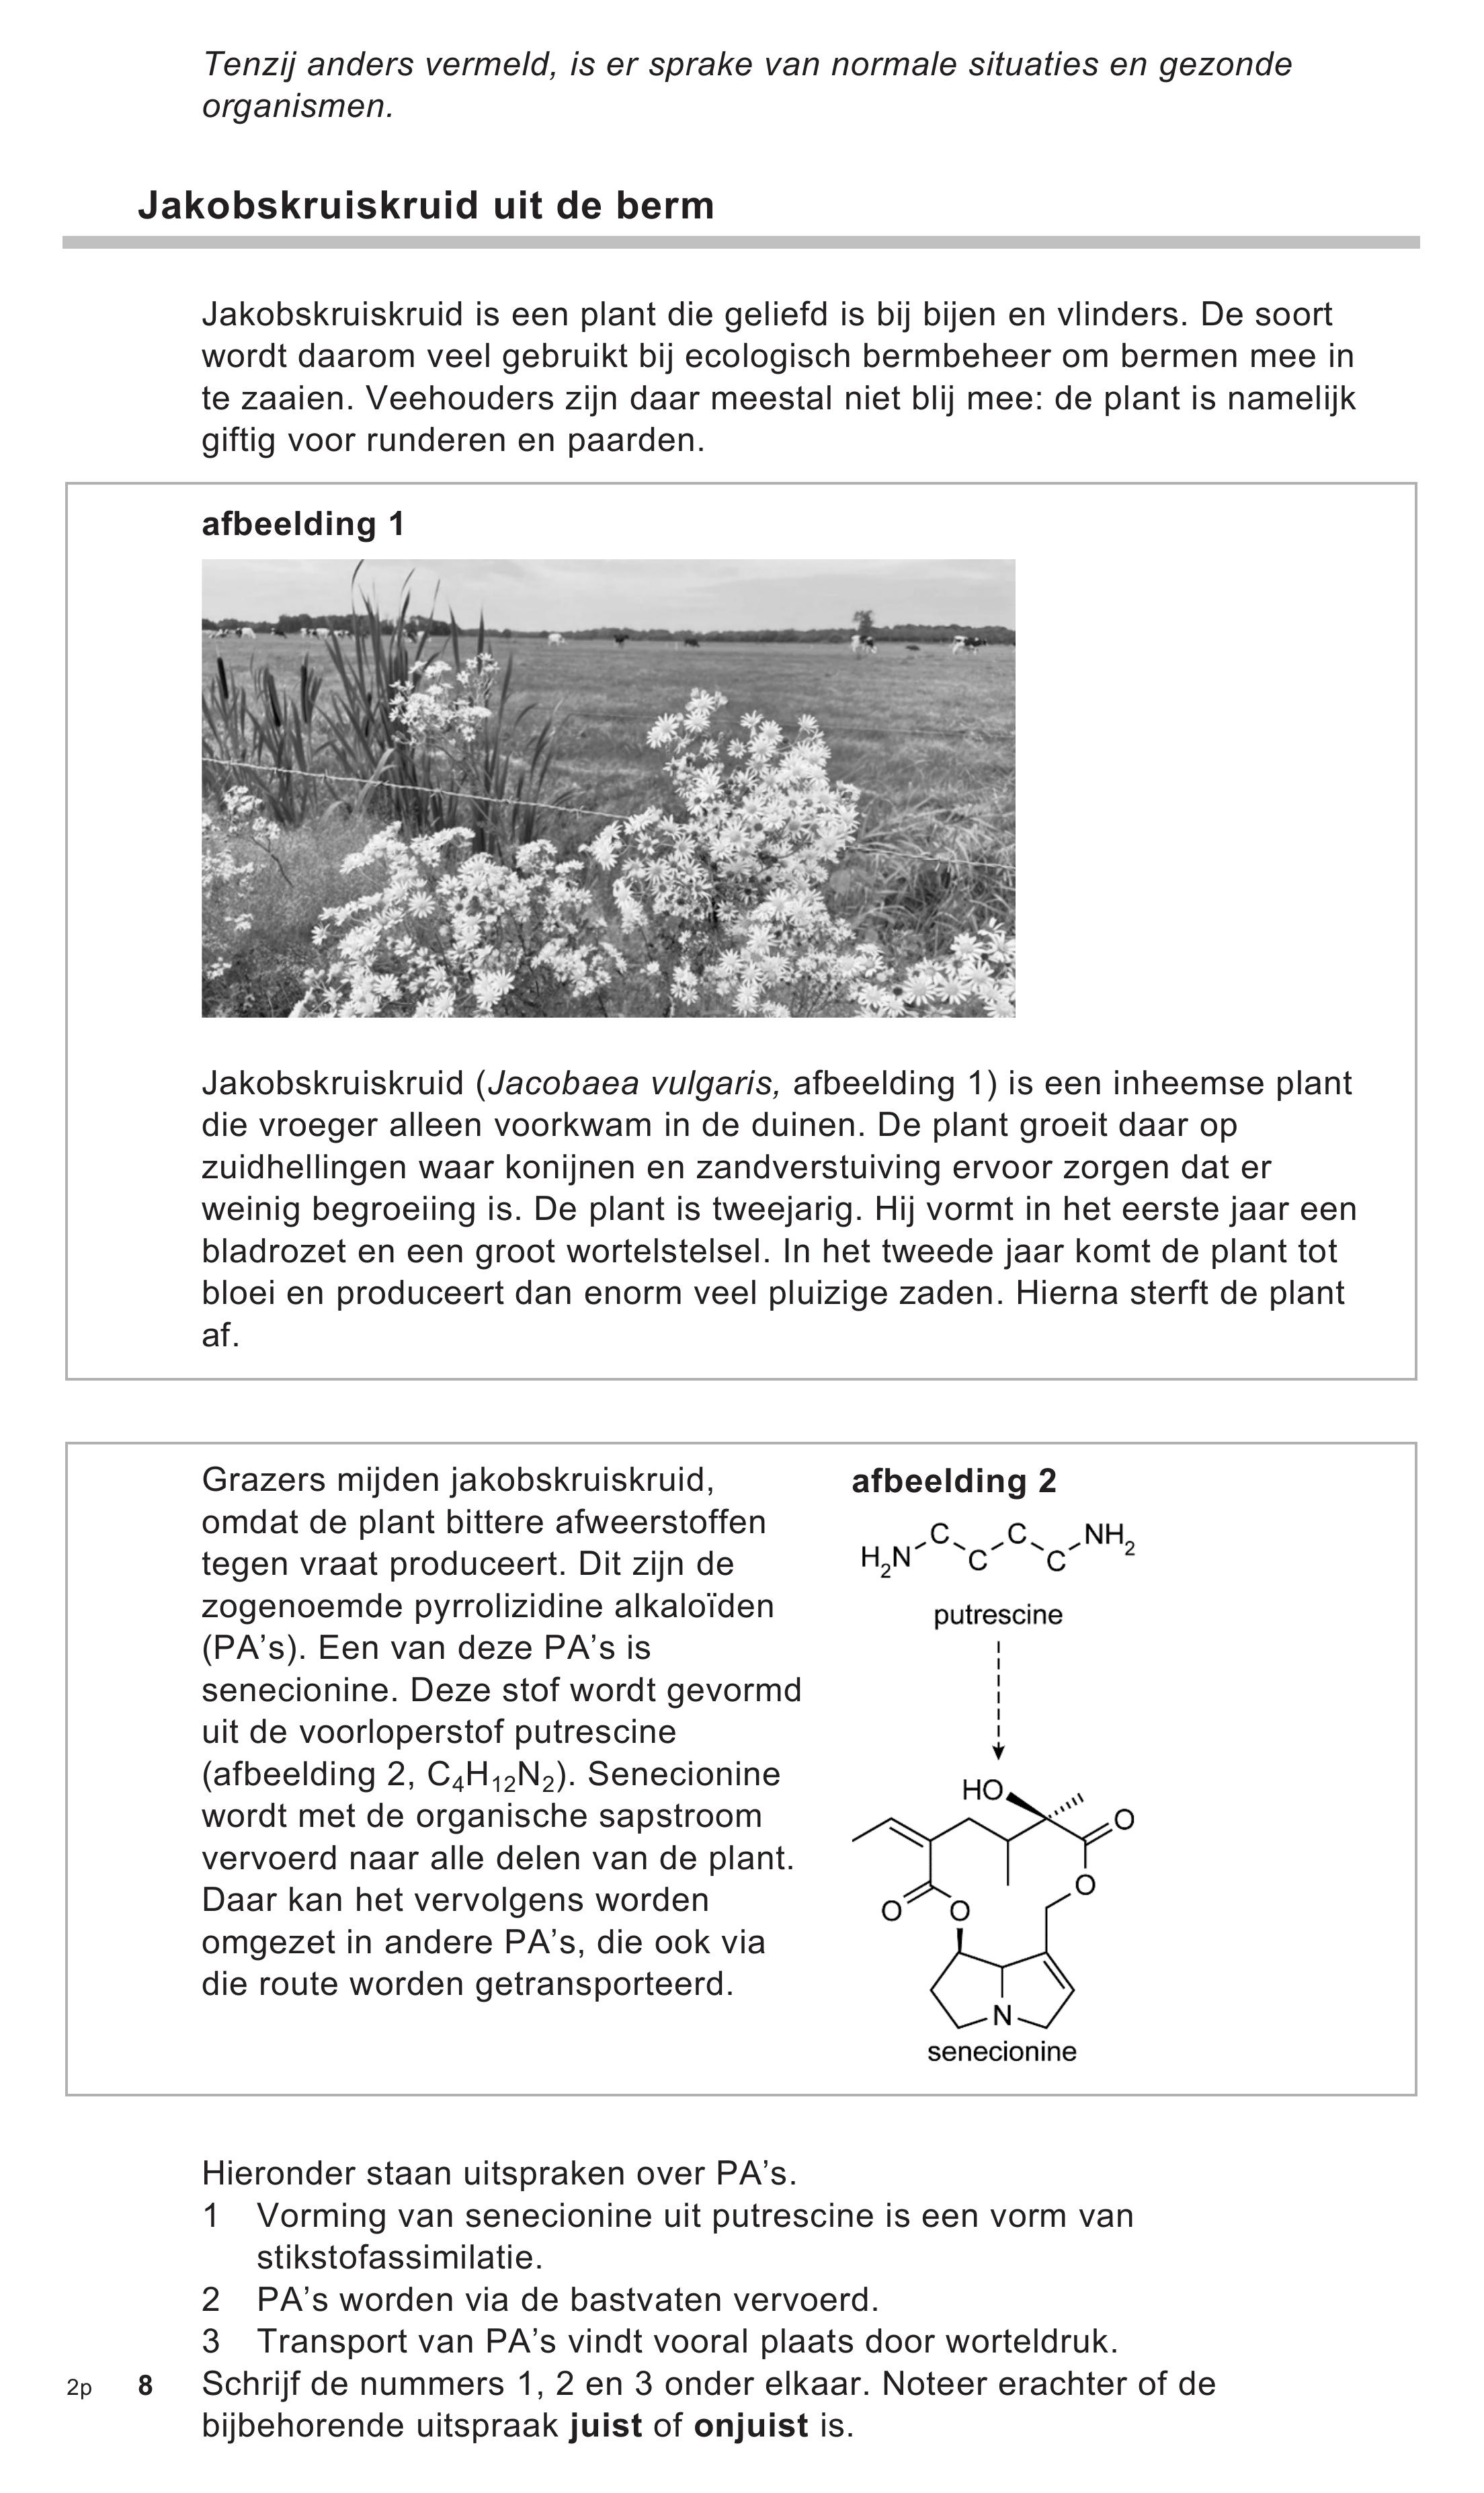 Tenzij anders vermeld, is er sprake van normale situaties en gezonde
organismen.
Jakobskruiskruid uit de berm
Jakobskruiskruid is een plant die geliefd is bij bijen en vlinders. De soort
wordt daarom veel gebruikt bij ecologisch bermbeheer om bermen mee in
te zaaien. Veehouders zijn daar meestal niet blij mee: de plant is namelijk
giftig voor runderen en paarden.
afbeelding 1
Jakobskruiskruid (Jacobaea vulgaris, afbeelding 1) is een inheemse plant
die vroeger alleen voorkwam in de duinen. De plant groeit daar op
zuidhellingen waar konijnen en zandverstuiving ervoor zorgen dat er
weinig begroeiing is. De plant is tweejarig. Hij vormt in het eerste jaar een
bladrozet en een groot wortelstelsel. In het tweede jaar komt de plant tot
bloei en produceert dan enorm veel pluizige zaden. Hierna sterft de plant
af.
Grazers mijden jakobskruiskruid,
omdat de plant bittere afweerstoffen
tegen vraat produceert. Dit zijn de
zogenoemde pyrrolizidine alkaloïden
(PA's). Een van deze PA's is
senecionine. Deze stof wordt gevormd
uit de voorloperstof putrescine
(afbeelding 2, C₄H₁₂N₂). Senecionine
wordt met de organische sapstroom
vervoerd naar alle delen van de plant.
Daar kan het vervolgens worden
omgezet in andere PA's, die ook via
die route worden getransporteerd.
afbeelding 2
H₂N C C C C NH₂
putrescine
HO
O
O
O O
N
senecionine
Hieronder staan uitspraken over PA's.
1 Vorming van senecionine uit putrescine is een vorm van
stikstofassimilatie.
2 PA's worden via de bastvaten vervoerd.
3 Transport van PA's vindt vooral plaats door worteldruk.
2p 8 Schrijf de nummers 1, 2 en 3 onder elkaar. Noteer erachter of de
bijbehorende uitspraak juist of onjuist is.